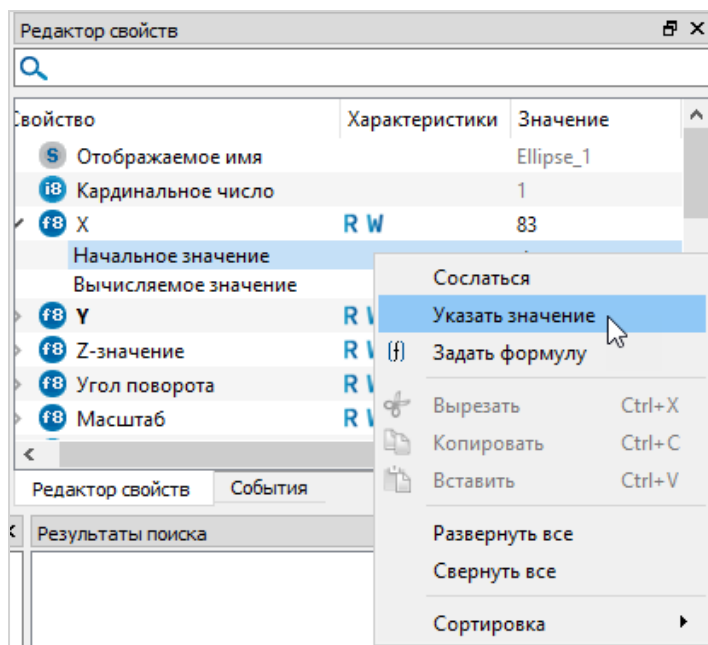 Редактор свойств
войство Характеристики Значение
S Отображаемое имя Ellipse_1
i8 Кардинальное число 1
f8 X R W 83
Начальное значение
Вычисляемое значение
f8 Y R
f8 Z-значение R
f8 Угол поворота R
f8 Масштаб R
Сослаться
Указать значение
(f) Задать формулу
Вырезать Ctrl+X
Копировать Ctrl+C
Вставить Ctrl+V
Развернуть все
Свернуть все
Сортировка
Редактор свойств События
Результаты поиска